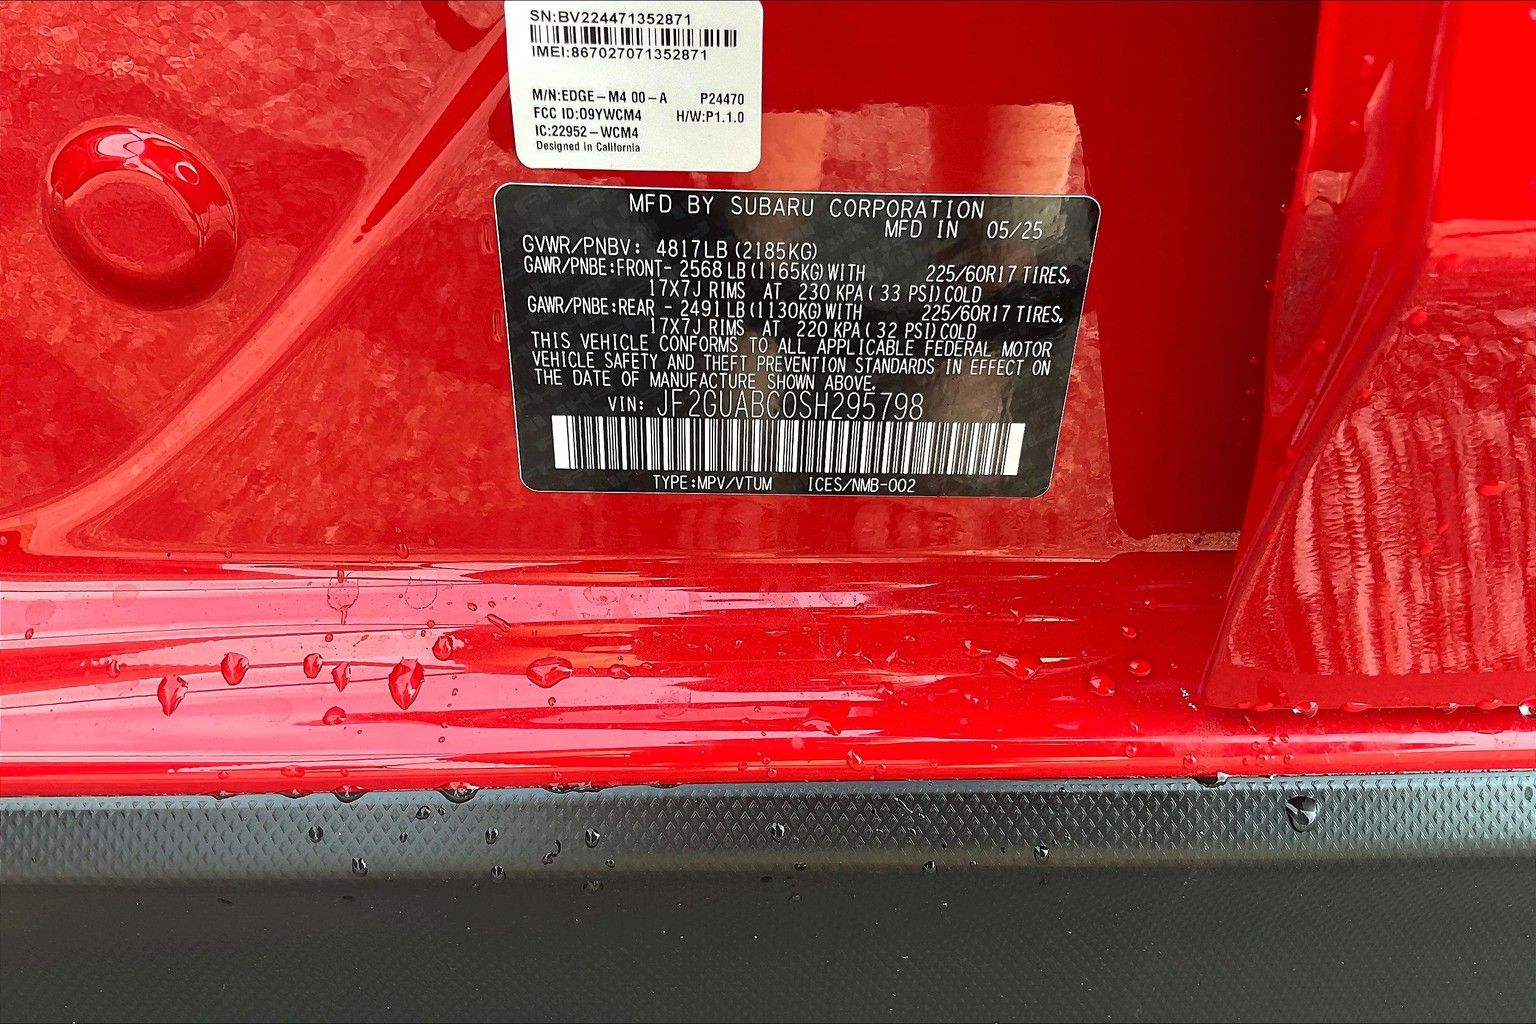 SN:BV224471352871
IMEI:867027071352871
M/N:EDGE-M4 00-A P24470
FCC ID:O9YWCM4 H/W:P1.1.0
IC:22952-WCM4
Designed in California
MFD BY SUBARU CORPORATION
MFD IN 05/25
GVWR/PNBV: 4817LB(2185KG)
GAWR/PNBE:FRONT- 2568 LB(1165KG)WITH 225/60R17 TIRES,
17X7J RIMS AT 230 KPA( 33 PSI)COLD
GAWR/PNBE:REAR - 2491 LB(1130KG)WITH 225/60R17 TIRES,
17X7J RIMS AT 220 KPA( 32 PSI)COLD
THIS VEHICLE CONFORMS TO ALL APPLICABLE FEDERAL MOTOR
VEHICLE SAFETY AND THEFT PREVENTION STANDARDS IN EFFECT ON
THE DATE OF MANUFACTURE SHOWN ABOVE.
VIN: JF2GUABC0SH295798
TYPE:MPV/VTUM ICES/NMB-002